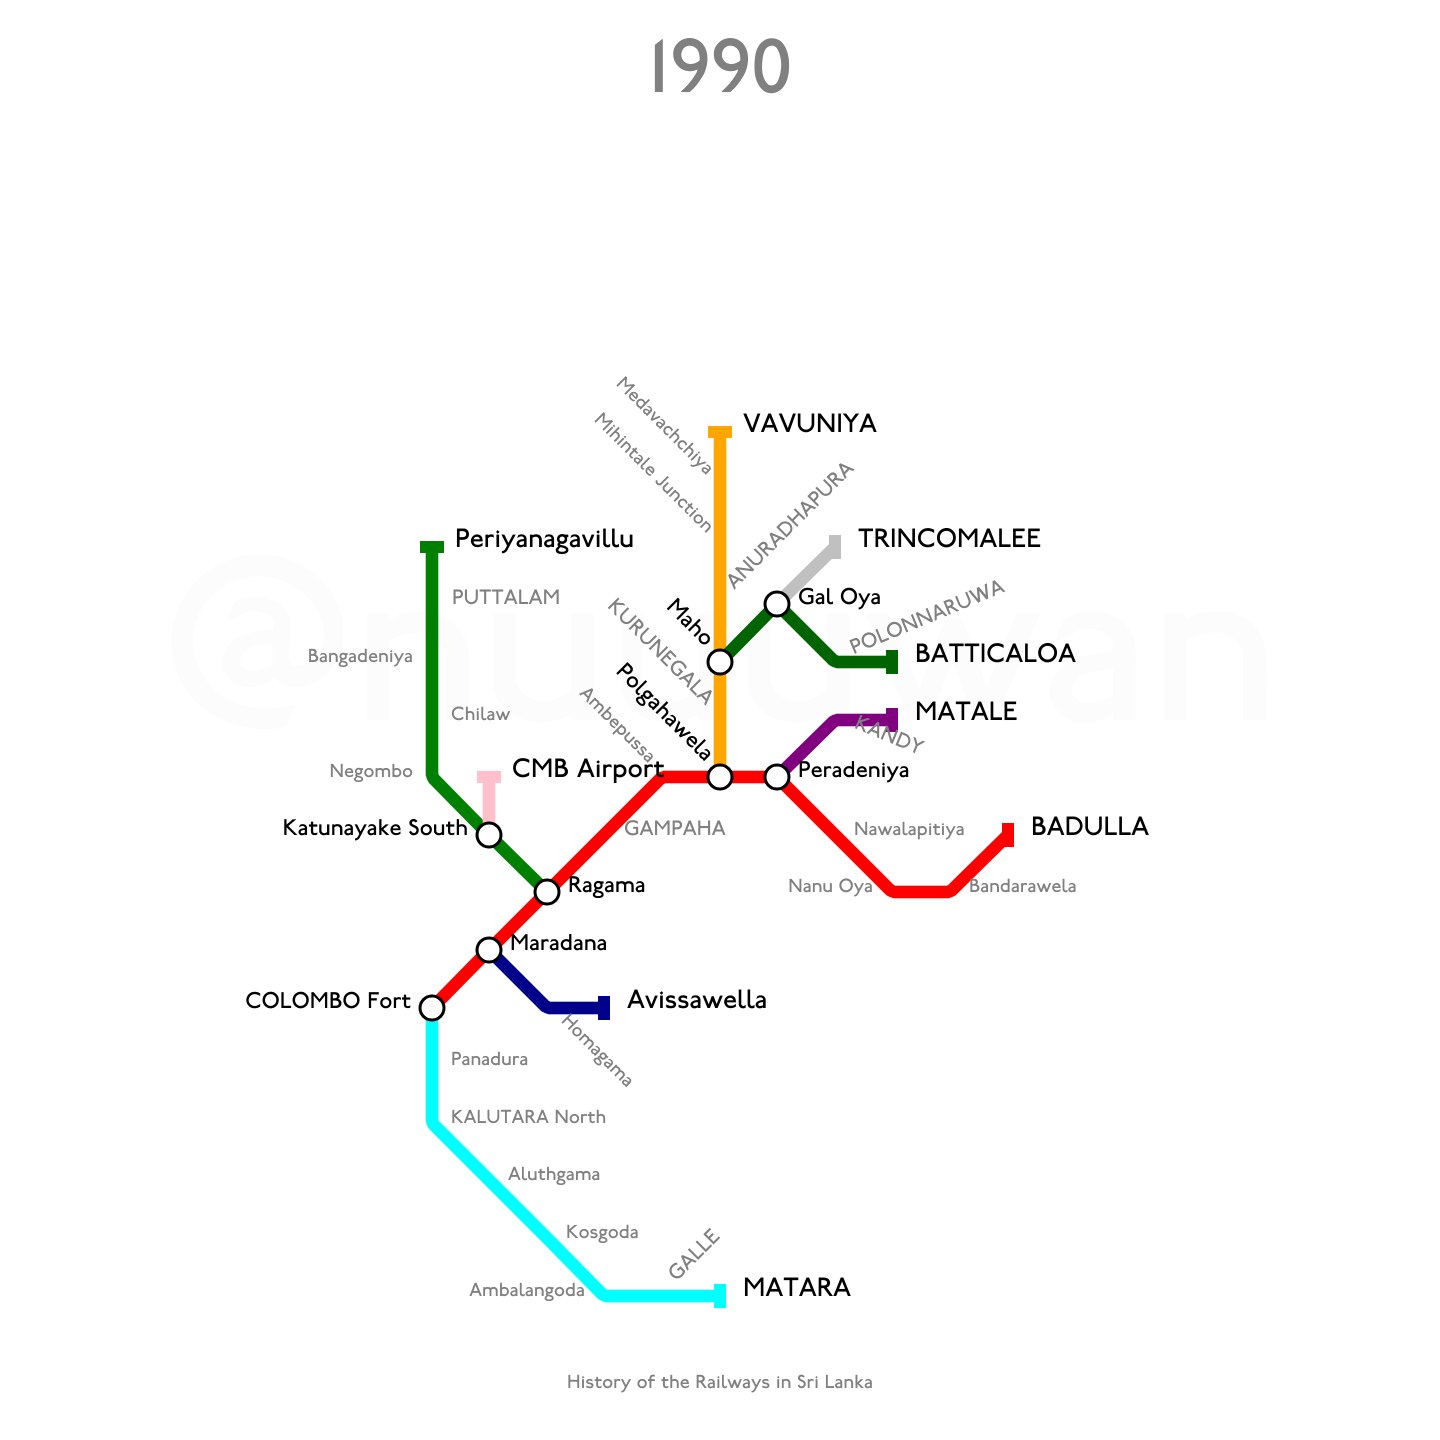 1990
Medavachchiya
VAVUNIYA
Mihintale Junction
ANURADHAPURA
Periyanagavillu
TRINCOMALEE
PUTTALAM
Gal Oya
POLONNARUWA
Maho
KURUNEGALA
Bangadeniya
BATTICALOA
Polgahawela
Ambepussa
Chilaw
MATALE
KANDY
Negombo
CMB Airport
Peradeniya
Katunayake South
GAMPAHA
Nawalapitiya
BADULLA
Ragama
Nanu Oya
Bandarawela
Maradana
COLOMBO Fort
Avissawella
Homagama
Panadura
KALUTARA North
Aluthgama
Kosgoda
GALLE
Ambalangoda
MATARA
History of the Railways in Sri Lanka